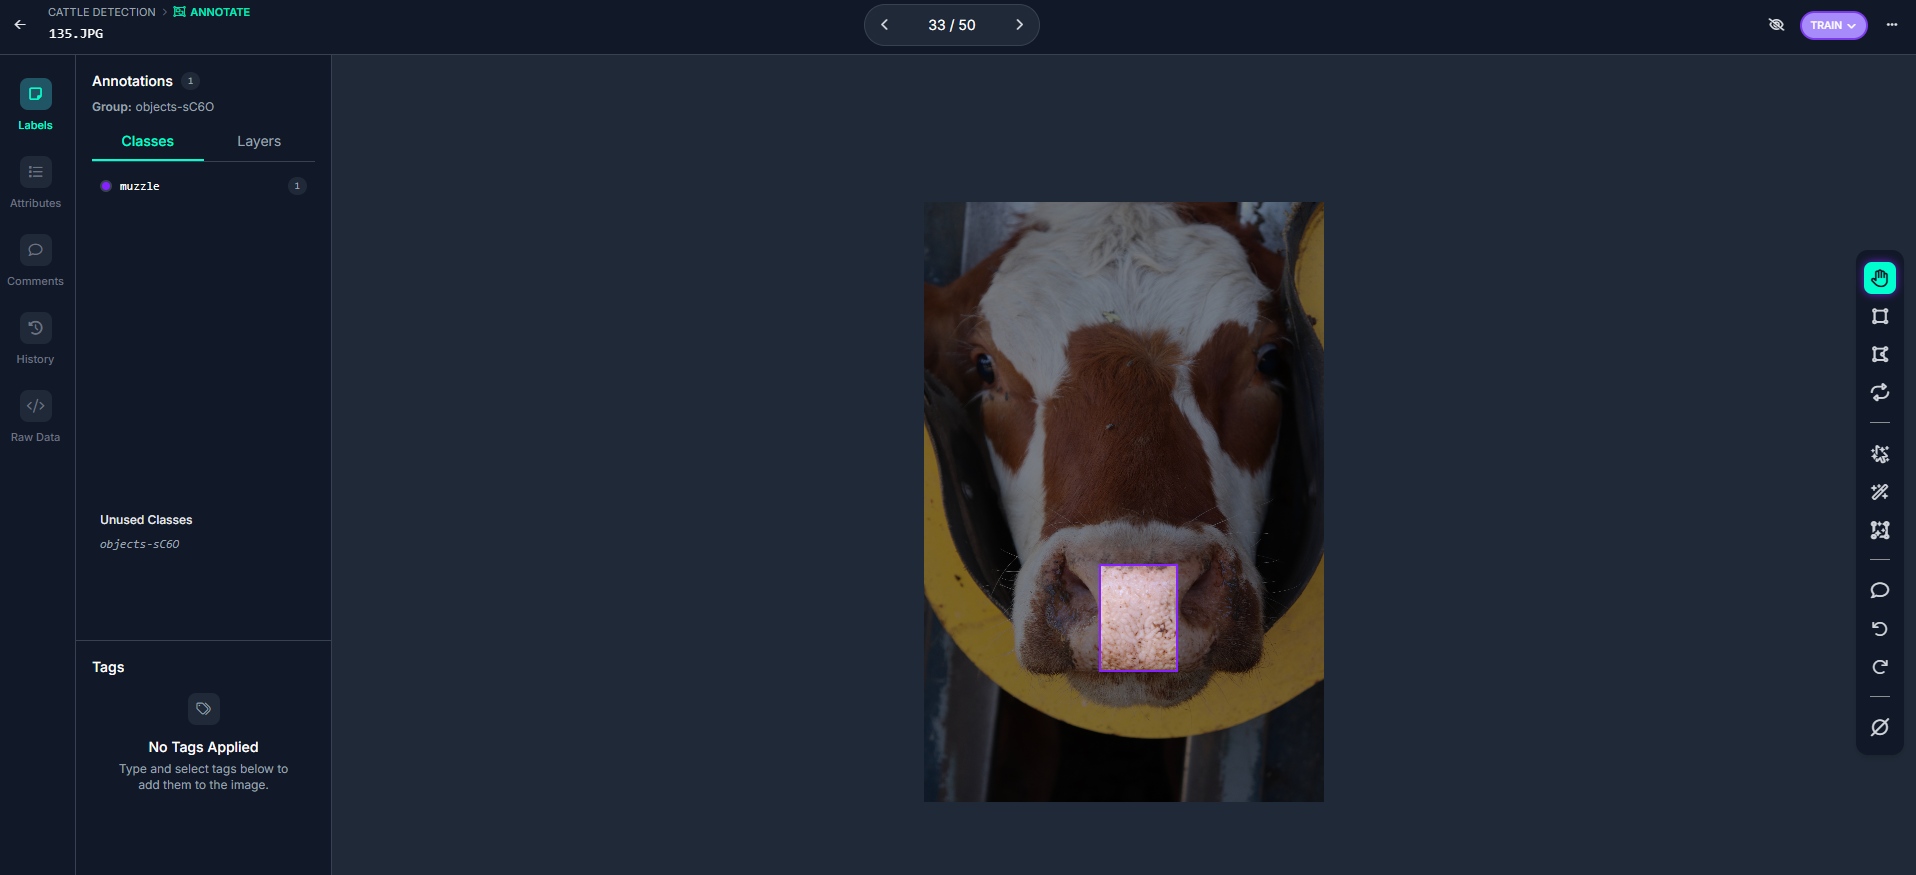 CATTLE DETECTION > ANNOTATE
135.JPG
33 / 50
TRAIN
Labels
Attributes
Comments
History
Raw Data
Annotations 1
Group: objects-sC6O
Classes Layers
muzzle 1
Unused Classes
objects-sC6O
Tags
No Tags Applied
Type and select tags below to
add them to the image.